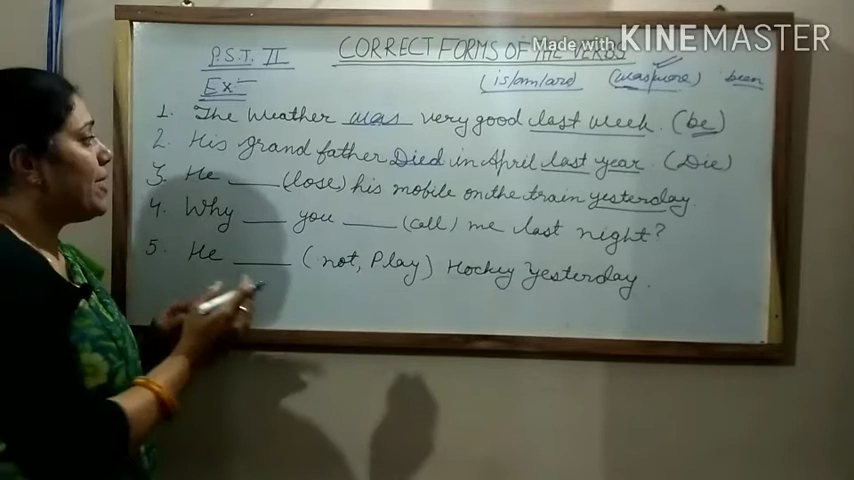 P.S.T. II CORRECT FORMS OF THE VERBS
Made with KINEMASTER
Ex:- (is/am/are) (was/were) been
1. The weather was very good last week. (be)
2. His grand father Died in April last year. (Die)
3. He ____ (lose) his mobile on the train yesterday.
4. Why ____ you ____ (call) me last night?
5. He ____ (not, Play) Hockey Yesterday.